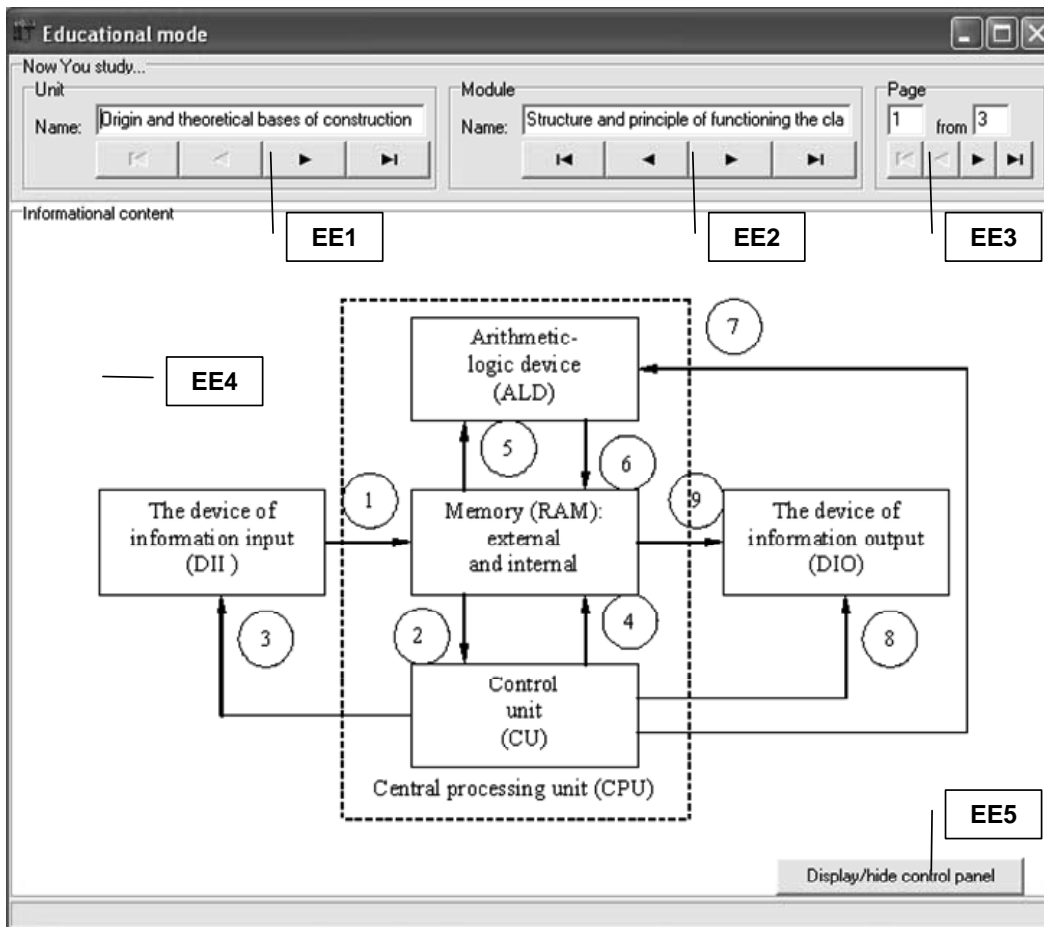 Educational mode
Now You study...
Unit
Name: Origin and theoretical bases of construction
Module
Name: Structure and principle of functioning the cla
Page
1 from 3
EE1
EE2
EE3
Informational content
EE4
Arithmetic-
logic device
(ALD)
7
5
6
1
9
The device of
information input
(DII )
Memory (RAM):
external
and internal
The device of
information output
(DIO)
3
2
4
8
Control
unit
(CU)
Central processing unit (CPU)
EE5
Display/hide control panel